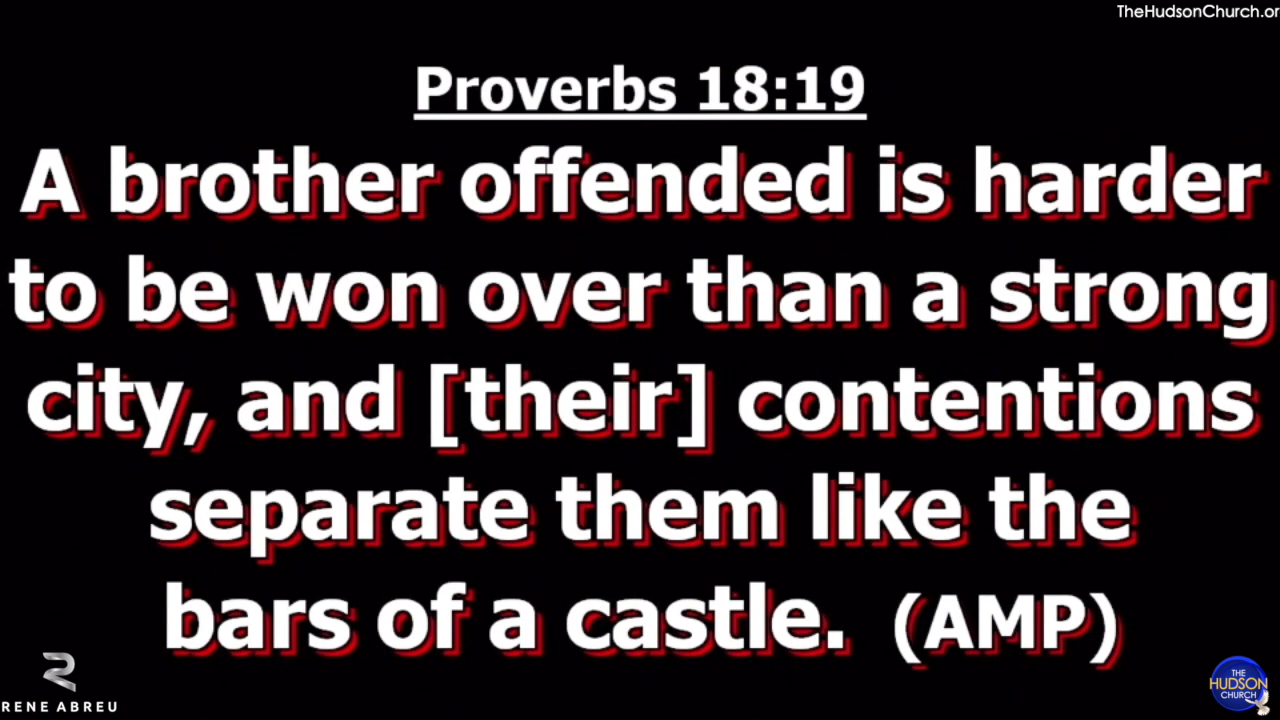 TheHudsonChurch.or
Proverbs 18:19
A brother offended is harder
to be won over than a strong
city, and [their] contentions
separate them like the
bars of a castle. (AMP)
RENE ABREU
THE
HUDSON
CHURCH